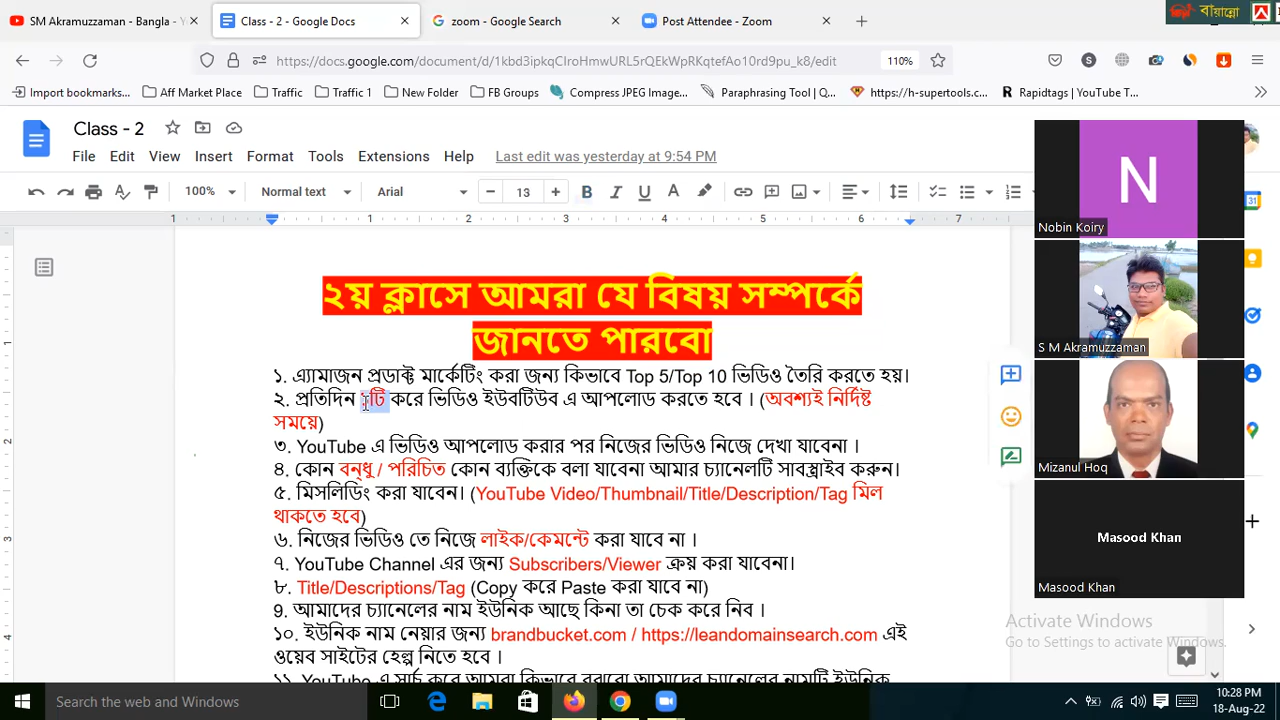 SM Akramuzzaman - Bangla - Y
Class - 2 - Google Docs
zoom - Google Search
Post Attendee - Zoom
বায়ান্নো
https://docs.google.com/document/d/1kbd3ipkqCIroHmwURL5rQEkWpRKqtefAo10rd9pu_k8/edit
110%
Import bookmarks...
Aff Market Place
Traffic
Traffic 1
New Folder
FB Groups
Compress JPEG Image...
Paraphrasing Tool | Q...
https://h-supertools.c...
Rapidtags | YouTube T...
Class - 2
File Edit View Insert Format Tools Extensions Help Last edit was yesterday at 9:54 PM
100% Normal text Arial 13
২য় ক্লাসে আমরা যে বিষয় সম্পর্কে
জানতে পারবো
১. এ্যামাজন প্রডাক্ট মার্কেটিং করা জন্য কিভাবে Top 5/Top 10 ভিডিও তৈরি করতে হয়।
২. প্রতিদিন করে ভিডিও ইউবটিউব এ আপলোড করতে হবে । (অবশ্যই নির্দিষ্ট
সময়ে)
৩. YouTube এ ভিডিও আপলোড করার পর নিজের ভিডিও নিজে দেখা যাবেনা ।
৪. কোন বন্ধু / পরিচিত কোন ব্যক্তিকে বলা যাবেনা আমার চ্যানেলটি সাবস্ক্রাইব করুন।
৫. মিসলিডিং করা যাবেন। (YouTube Video/Thumbnail/Title/Description/Tag মিল
থাকতে হবে)
৬. নিজের ভিডিও তে নিজে লাইক/কেমেন্টে করা যাবে না ।
৭. YouTube Channel এর জন্য Subscribers/Viewer ক্রয় করা যাবেনা।
৮. Title/Descriptions/Tag (Copy করে Paste করা যাবে না)
9. আমাদের চ্যানেলের নাম ইউনিক আছে কিনা তা চেক করে নিব ।
১০. ইউনিক নাম নেয়ার জন্য brandbucket.com / https://leandomainsearch.com এই
ওয়েব সাইটের হেল্প নিতে হবে ।
Nobin Koiry
S M Akramuzzaman
Mizanul Hoq
Masood Khan
Masood Khan
Activate Windows
Go to Settings to activate Windows.
Type here to search
10:28 PM
18-Aug-22